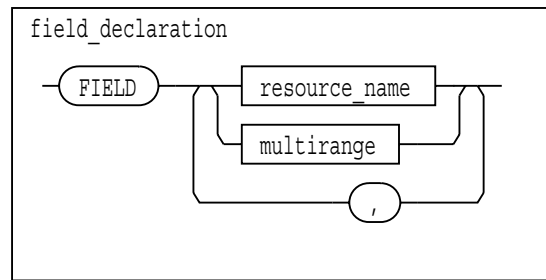 field_declaration
FIELD
resource_name
multirange
,